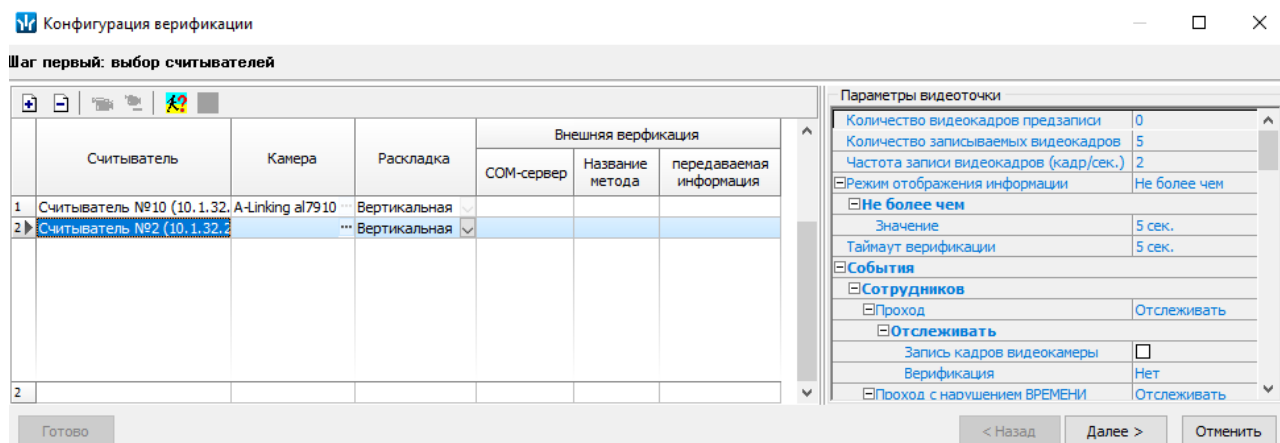 Конфигурация верификации
Шаг первый: выбор считывателей
Считыватель
Камера
Раскладка
Внешняя верфикация
COM-сервер
Название метода
передаваемая информация
1 Считыватель №10 (10.1.32. A-Linking al7910 ... Вертикальная
2 Считыватель №2 (10.1.32.2 ... Вертикальная
2
Параметры видеоточки
Количество видеокадров предзаписи 0
Количество записываемых видеокадров 5
Частота записи видеокадров (кадр/сек.) 2
Режим отображения информации Не более чем
Не более чем
Значение 5 сек.
Таймаут верификации 5 сек.
События
Сотрудников
Проход Отслеживать
Отслеживать
Запись кадров видеокамеры
Верификация Нет
Проход с нарушением ВРЕМЕНИ Отслеживать
Готово
< Назад
Далее >
Отменить